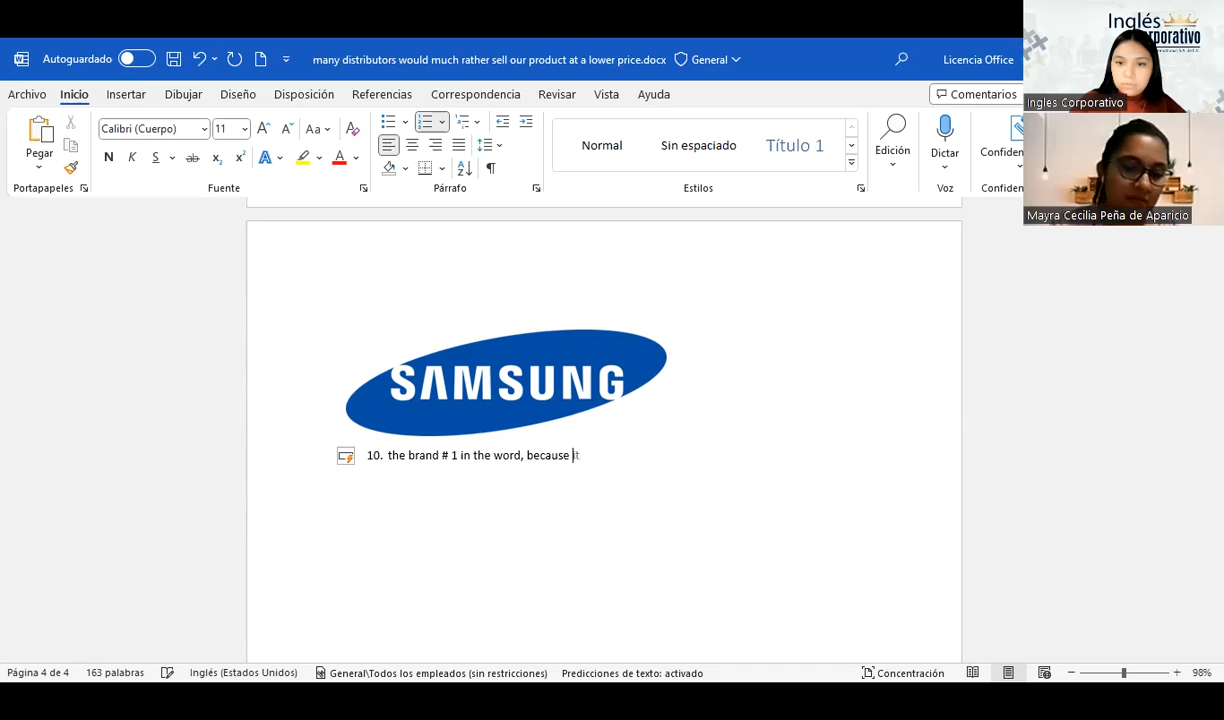 Inglés
Corporativo
Autoguardado
many distributors would much rather sell our product at a lower price.docx
General
Licencia Office
Ingles Corporativo
Archivo Inicio Insertar Dibujar Diseño Disposición Referencias Correspondencia Revisar Vista Ayuda
Comentarios
Calibri (Cuerpo) 11
Pegar
Normal
Sin espaciado
Título 1
Edición
Dictar
Portapapeles
Fuente
Párrafo
Estilos
Voz
Mayra Cecilia Peña de Aparicio
SAMSUNG
10. the brand # 1 in the word, because it
Página 4 de 4
163 palabras
Inglés (Estados Unidos)
General\Todos los empleados (sin restricciones)
Predicciones de texto: activado
Concentración
98%